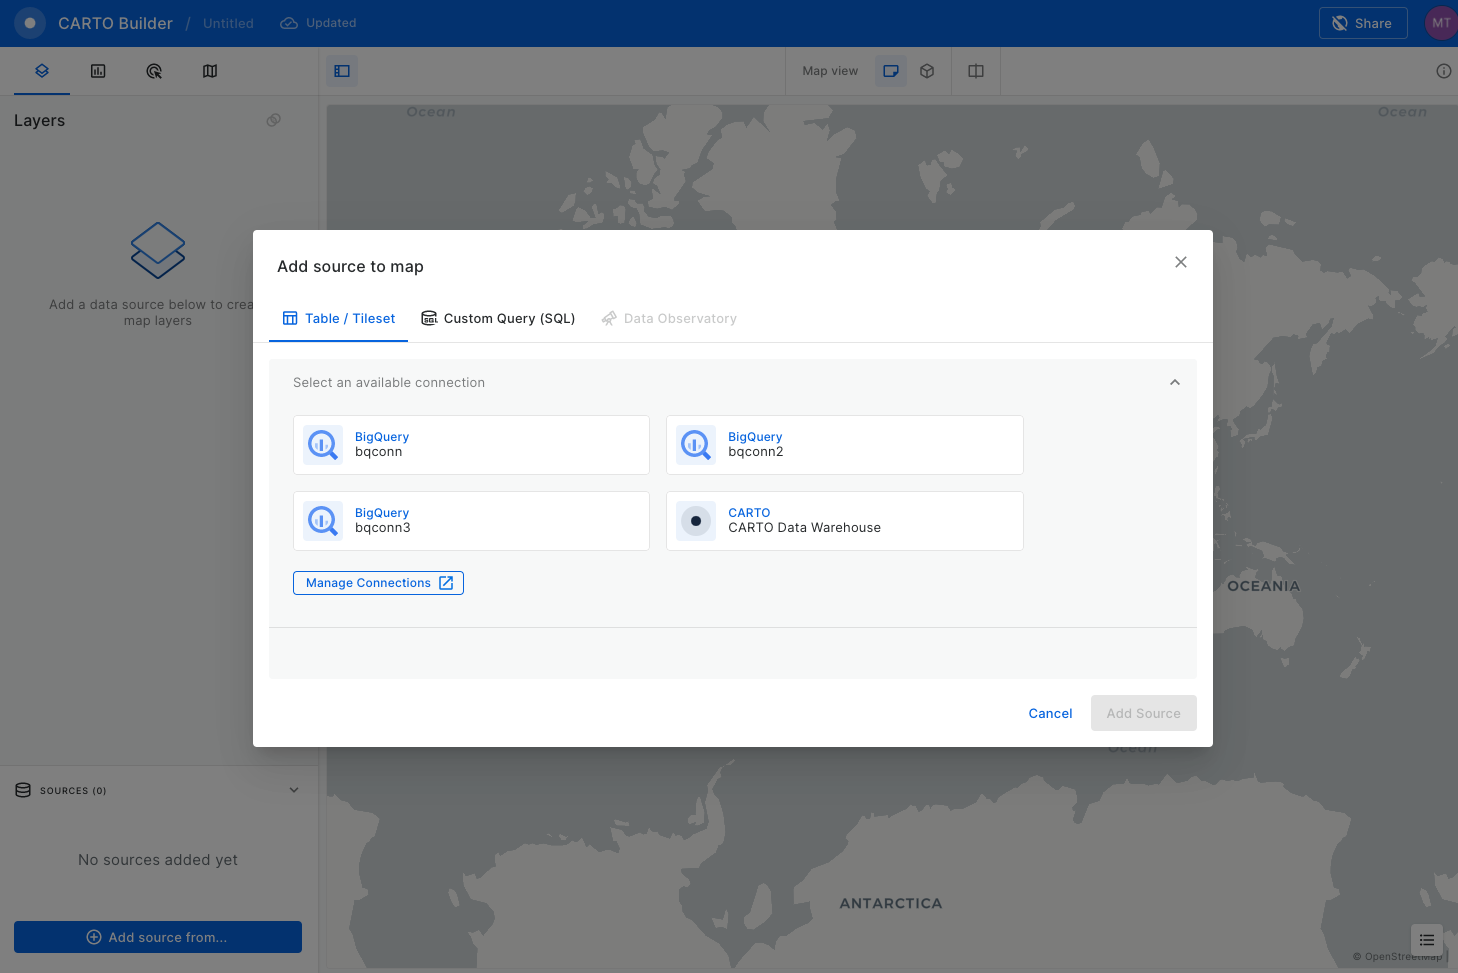 CARTO Builder / Untitled Updated Share MT
Map view
Layers
Add a data source below to crea
map layers
Ocean
Ocean
Add source to map
Table / Tileset Custom Query (SQL) Data Observatory
Select an available connection
BigQuery
bqconn
BigQuery
bqconn2
BigQuery
bqconn3
CARTO
CARTO Data Warehouse
Manage Connections
Cancel Add Source
OCEANIA
Ocean
SOURCES (0)
No sources added yet
Add source from...
ANTARCTICA
© OpenStreetMap